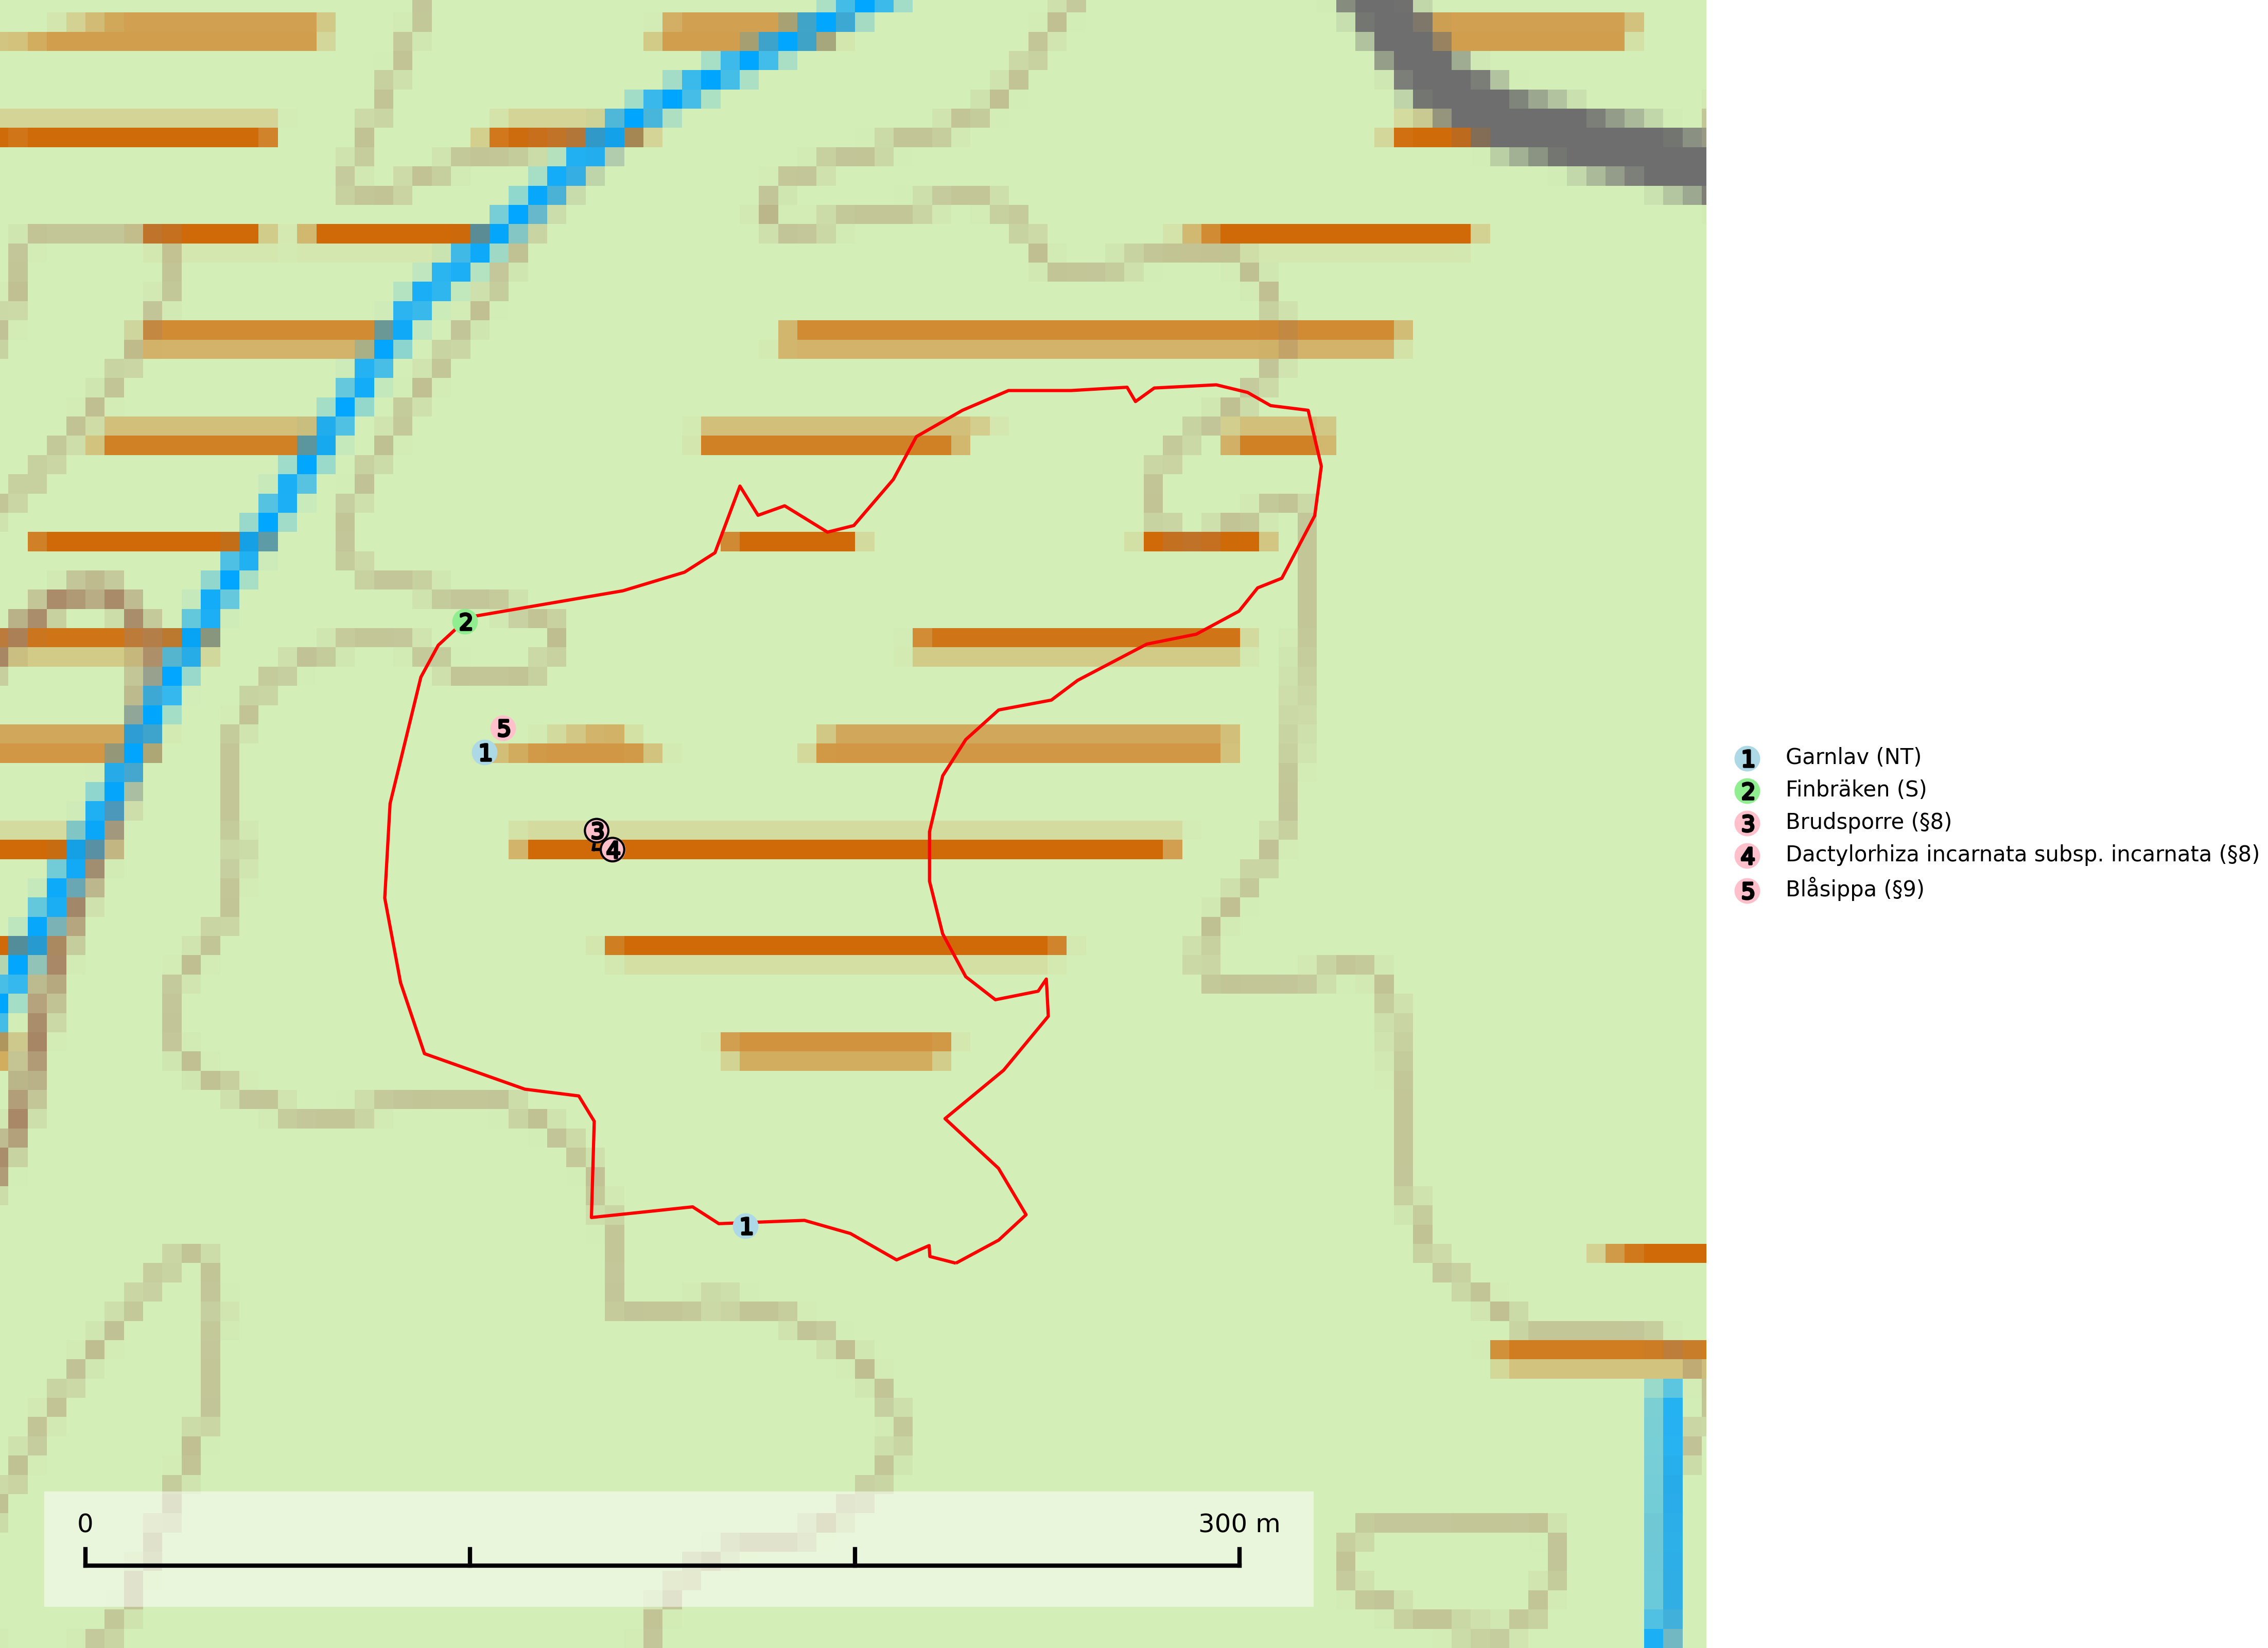 2
5
1
3
4
1
0 300 m
1 Garnlav (NT)
2 Finbräken (S)
3 Brudsporre (§8)
4 Dactylorhiza incarnata subsp. incarnata (§8)
5 Blåsippa (§9)